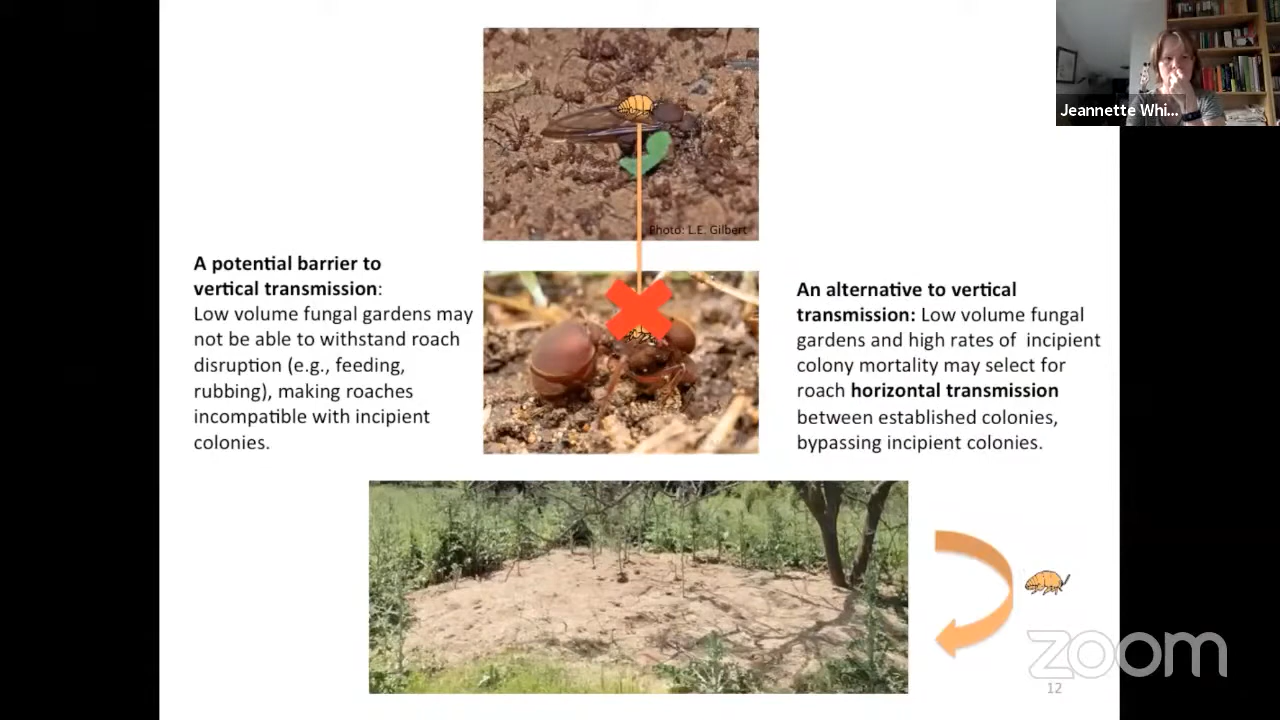 Jeannette Whi...
Photo: L.E. Gilbert
A potential barrier to
vertical transmission:
Low volume fungal gardens may
not be able to withstand roach
disruption (e.g., feeding,
rubbing), making roaches
incompatible with incipient
colonies.
An alternative to vertical
transmission: Low volume fungal
gardens and high rates of incipient
colony mortality may select for
roach horizontal transmission
between established colonies,
bypassing incipient colonies.
zoom
12